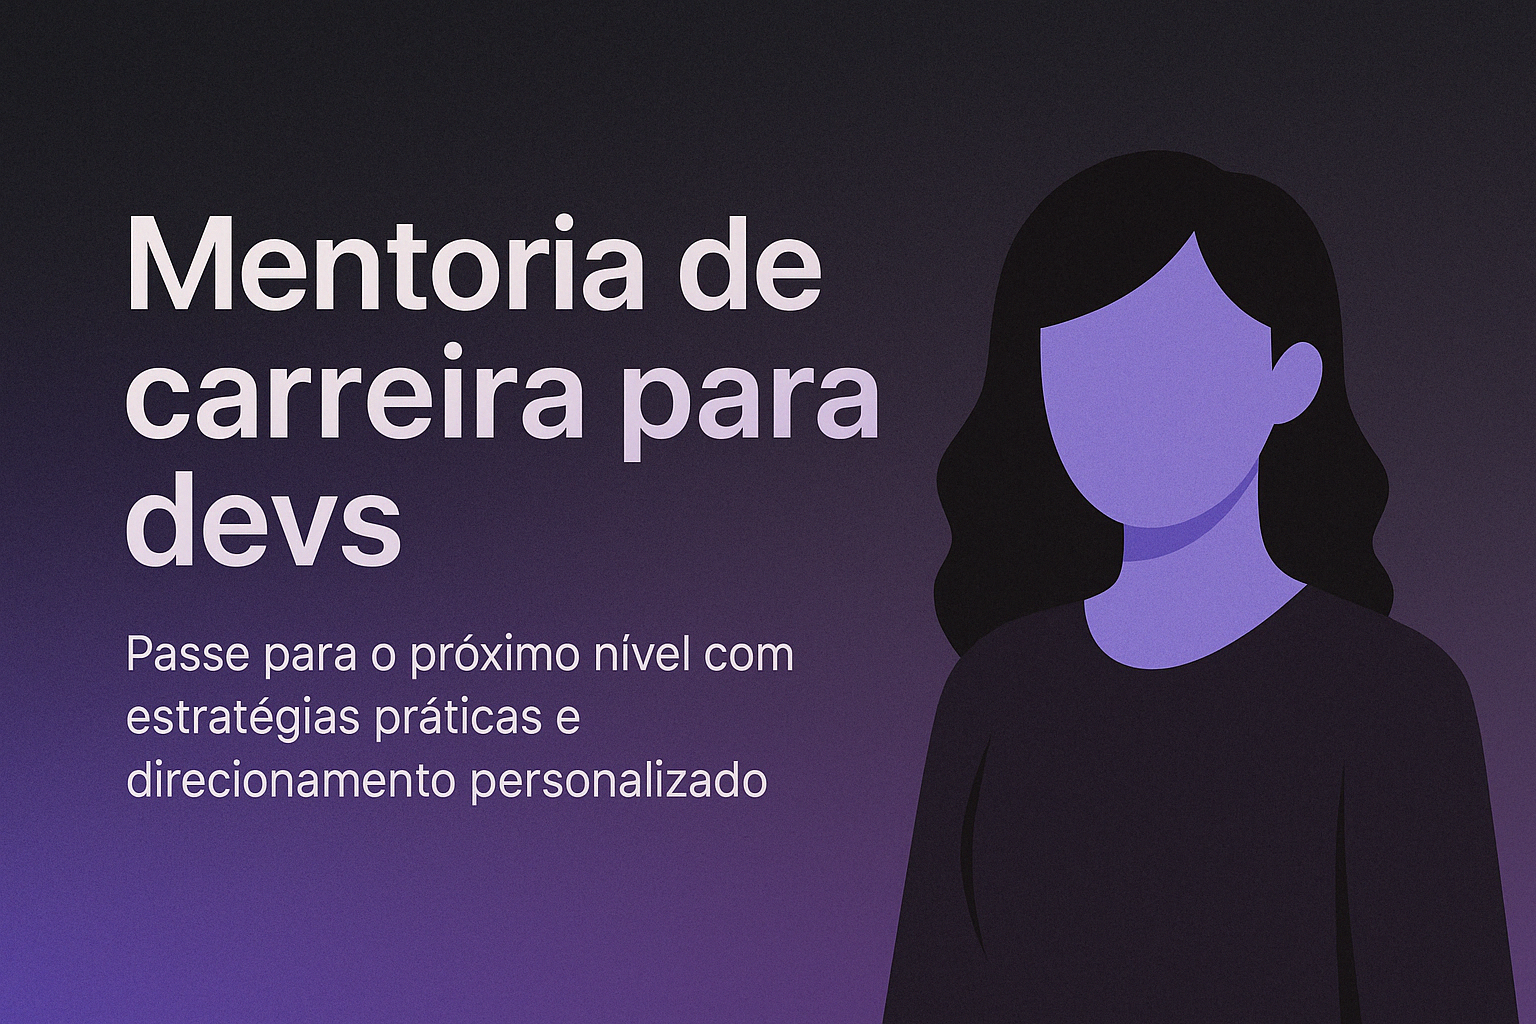 Mentoria de
carreira para
devs
Passe para o próximo nível com
estratégias práticas e
direcionamento personalizado